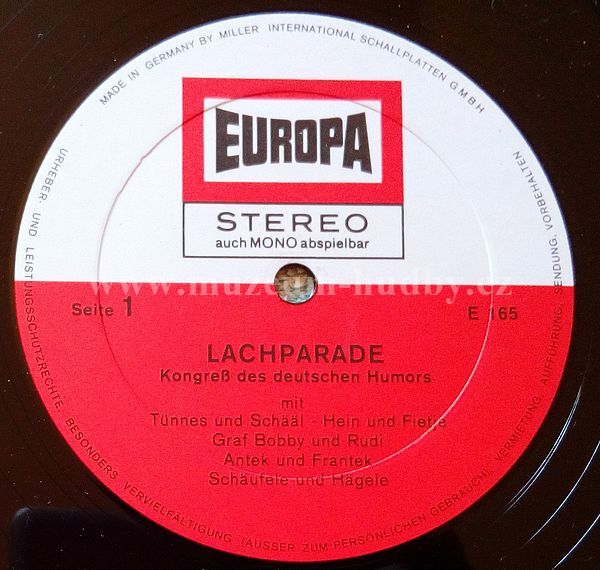 MADE IN GERMANY BY MILLER INTERNATIONAL SCHALLPLATTEN GMBH
EUROPA
STEREO
auch MONO abspielbar
www.muzeum-hudby.cz
Seite 1
E 165
LACHPARADE
Kongreß des deutschen Humors
mit
Tünnes und Schääl - Hein und Fietje
Graf Bobby und Rudi
Antek und Frantek
Schäufele und Hägele
URHEBER- UND LEISTUNGSSCHUTZRECHTE, BESONDERS VERVIELFÄLTIGUNG (AUSSER ZUM PERSÖNLICHEN GEBRAUCH), VERMIETUNG, AUFFÜHRUNG, SENDUNG, VORBEHALTEN